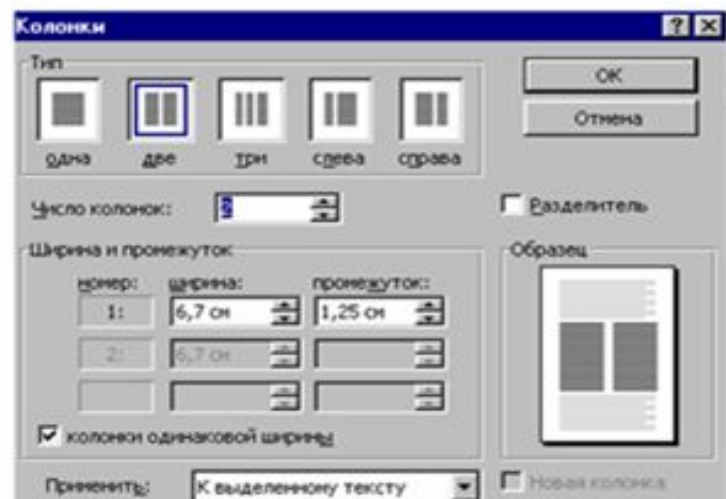 Колонки
Тип
OK
Отмена
одна две три слева справа
Число колонок: 2
Разделитель
Ширина и промежуток
Образец
номер: ширина: промежуток:
1: 6,7 см 1,25 см
2: 6,7 см
колонки одинаковой ширины
Применить: К выделенному тексту
Новая колонка